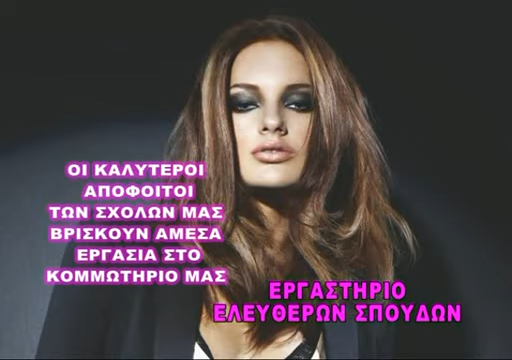 ΟΙ ΚΑΛΥΤΕΡΟΙ
ΑΠΟΦΟΙΤΟΙ
ΤΩΝ ΣΧΟΛΩΝ ΜΑΣ
ΒΡΙΣΚΟΥΝ ΑΜΕΣΑ
ΕΡΓΑΣΙΑ ΣΤΟ
ΚΟΜΜΩΤΗΡΙΟ ΜΑΣ
ΕΡΓΑΣΤΗΡΙΟ
ΕΛΕΥΘΕΡΩΝ ΣΠΟΥΔΩΝ